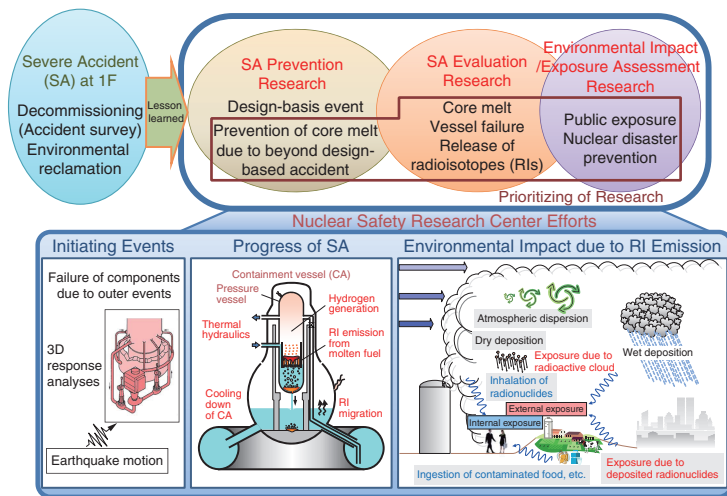 Severe Accident
(SA) at 1F
Decommissioning
(Accident survey)
Environmental
reclamation
Lesson
learned
SA Prevention
Research
Design-basis event
Prevention of core melt
due to beyond design-
based accident
SA Evaluation
Research
Core melt
Vessel failure
Release of
radioisotopes (RIs)
Environmental Impact
/Exposure Assessment
Research
Public exposure
Nuclear disaster
prevention
Prioritizing of Research
Nuclear Safety Research Center Efforts
Initiating Events
Failure of components
due to outer events
3D
response
analyses
Earthquake motion
Progress of SA
Containment vessel (CA)
Pressure
vessel
Hydrogen
generation
Thermal
hydraulics
RI emission
from
molten fuel
Cooling
down of
CA
RI
migration
Environmental Impact due to RI Emission
Atmospheric dispersion
Dry deposition
Exposure due to
radioactive cloud
Wet deposition
Inhalation of
radionuclides
External exposure
Internal exposure
Ingestion of contaminated food, etc.
Exposure due to
deposited radionuclides